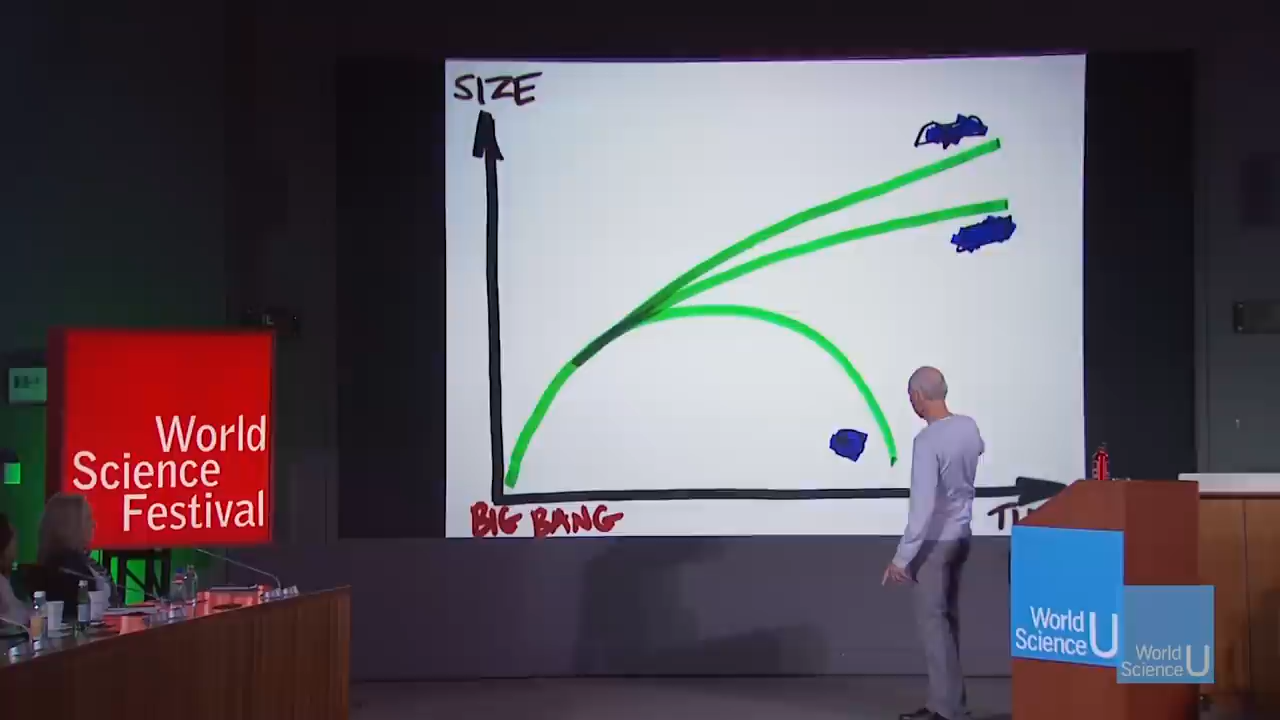 SIZE
BIG BANG
World
Science
Festival
World
Science U
World
Science U